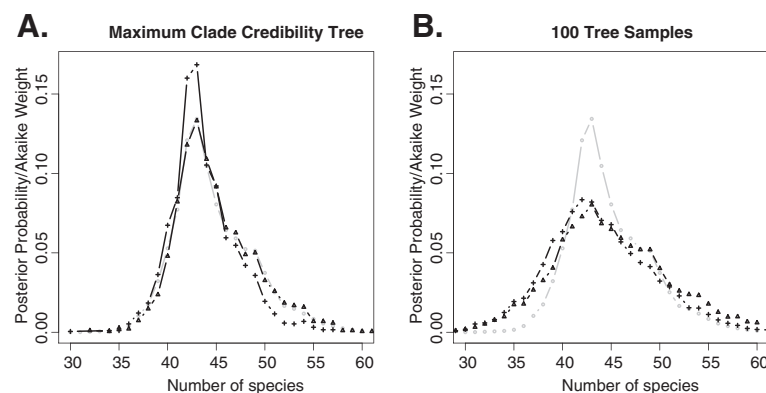 A.
Maximum Clade Credibility Tree
Posterior Probability/Akaike Weight
0.00
0.05
0.10
0.15
30 35 40 45 50 55 60
Number of species
B.
100 Tree Samples
Posterior Probability/Akaike Weight
0.00
0.05
0.10
0.15
30 35 40 45 50 55 60
Number of species